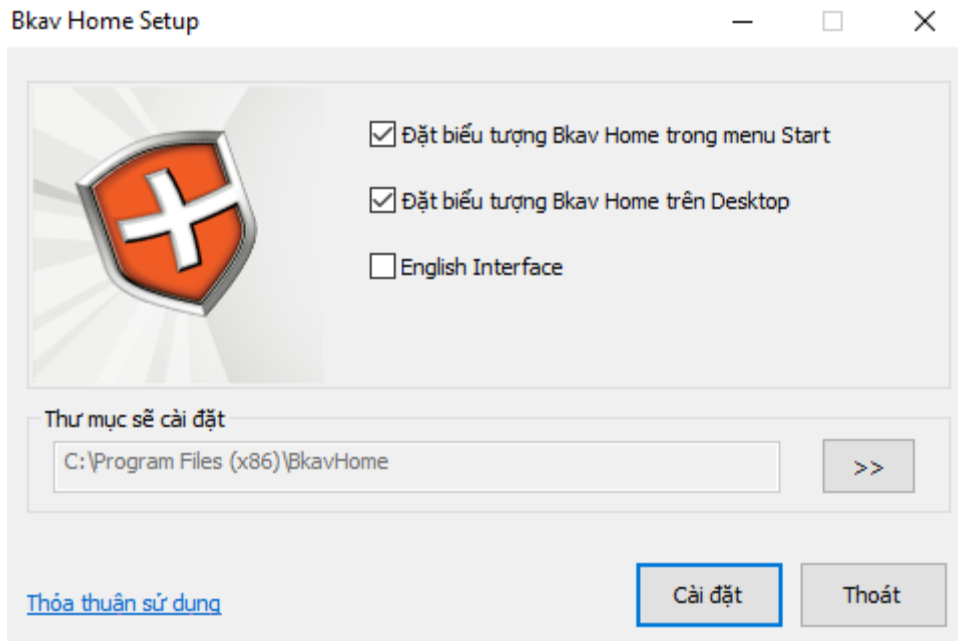 Bkav Home Setup
Đặt biểu tượng Bkav Home trong menu Start
Đặt biểu tượng Bkav Home trên Desktop
English Interface
Thư mục sẽ cài đặt
C:\Program Files (x86)\BkavHome
>>
Thỏa thuận sử dụng
Cài đặt
Thoát